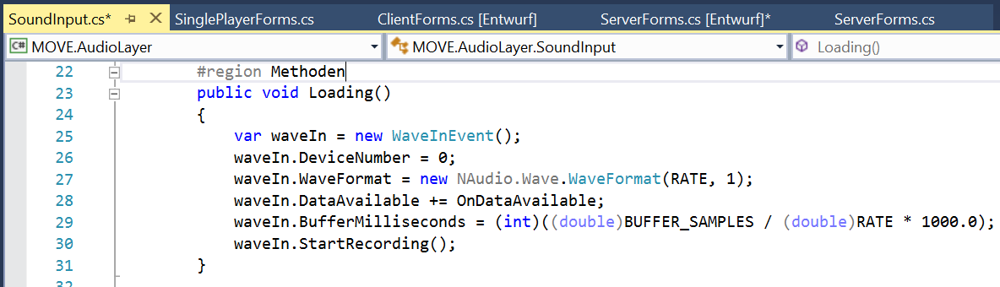 SoundInput.cs* SinglePlayerForms.cs ClientForms.cs [Entwurf] ServerForms.cs [Entwurf]* ServerForms.cs
C# MOVE.AudioLayer MOVE.AudioLayer.SoundInput Loading()
22 #region Methoden
23 public void Loading()
24 {
25 var waveIn = new WaveInEvent();
26 waveIn.DeviceNumber = 0;
27 waveIn.WaveFormat = new NAudio.Wave.WaveFormat(RATE, 1);
28 waveIn.DataAvailable += OnDataAvailable;
29 waveIn.BufferMilliseconds = (int)((double)BUFFER_SAMPLES / (double)RATE * 1000.0);
30 waveIn.StartRecording();
31 }
32